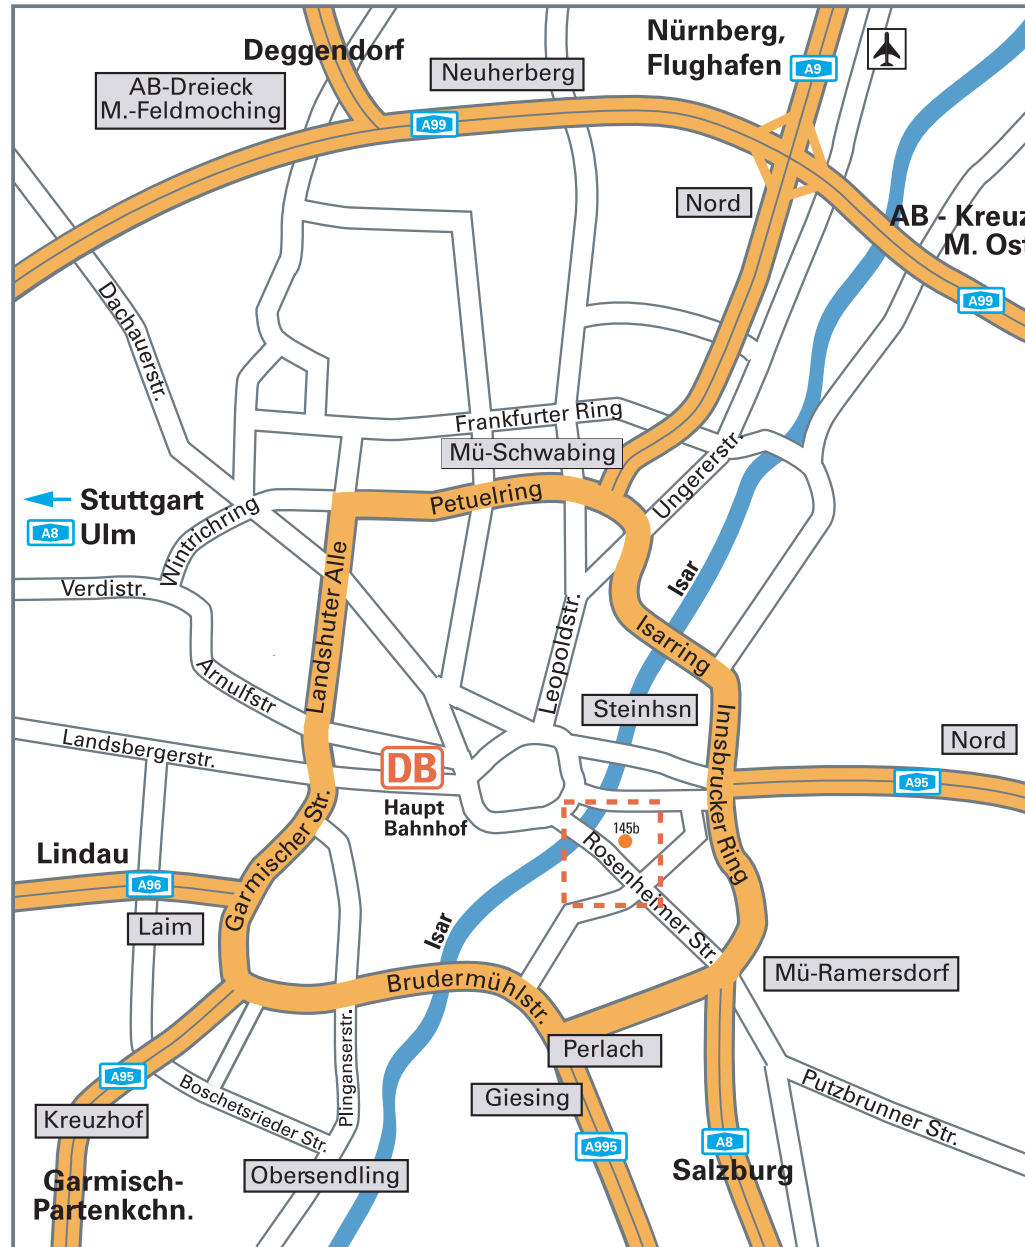 Deggendorf
Nürnberg,
Flughafen
A9
AB-Dreieck
M.-Feldmoching
Neuherberg
A99
Nord
AB - Kreuz
M. Ost
A99
Dachauerstr.
Frankfurter Ring
Mü-Schwabing
Ungererstr.
Petuelring
Stuttgart
A8
Ulm
Wintrichring
Verdistr.
Landshuter Alle
Isar
Leopoldstr.
Isarring
Arnulfstr
Steinhsn
Innsbrucker Ring
Landsbergerstr.
DB
Haupt
Bahnhof
Nord
A95
145b
Rosenheimer Str.
Garmischer Str.
Lindau
A96
Laim
Isar
Brudermühlstr.
Mü-Ramersdorf
Perlach
Plinganserstr.
A95
Boschetsrieder Str.
Kreuzhof
Giesing
Putzbrunner Str.
A995
A8
Obersendling
Salzburg
Garmisch-
Partenkchn.